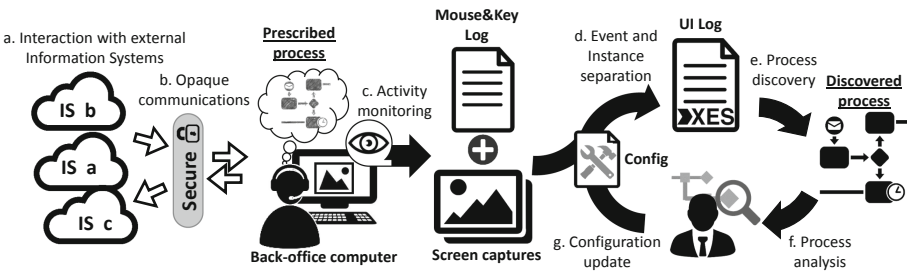 a. Interaction with external
Information Systems
IS b
IS a
IS c
b. Opaque
communications
Secure
Prescribed
process
c. Activity
monitoring
Back-office computer
Mouse&Key
Log
Screen captures
d. Event and
Instance
separation
Config
g. Configuration
update
UI Log
XES
e. Process
discovery
Discovered
process
f. Process
analysis